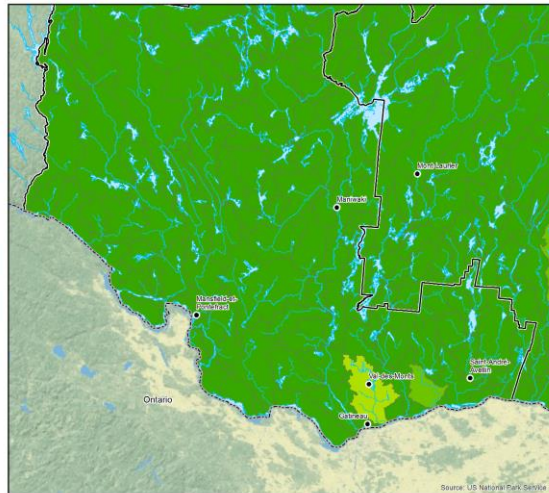 Mont-Laurier
Maniwaki
Mansfield-et-
Pontefract
Saint-André-
Avellin
Val-des-Monts
Ontario
Gatineau
Source: US National Park Service